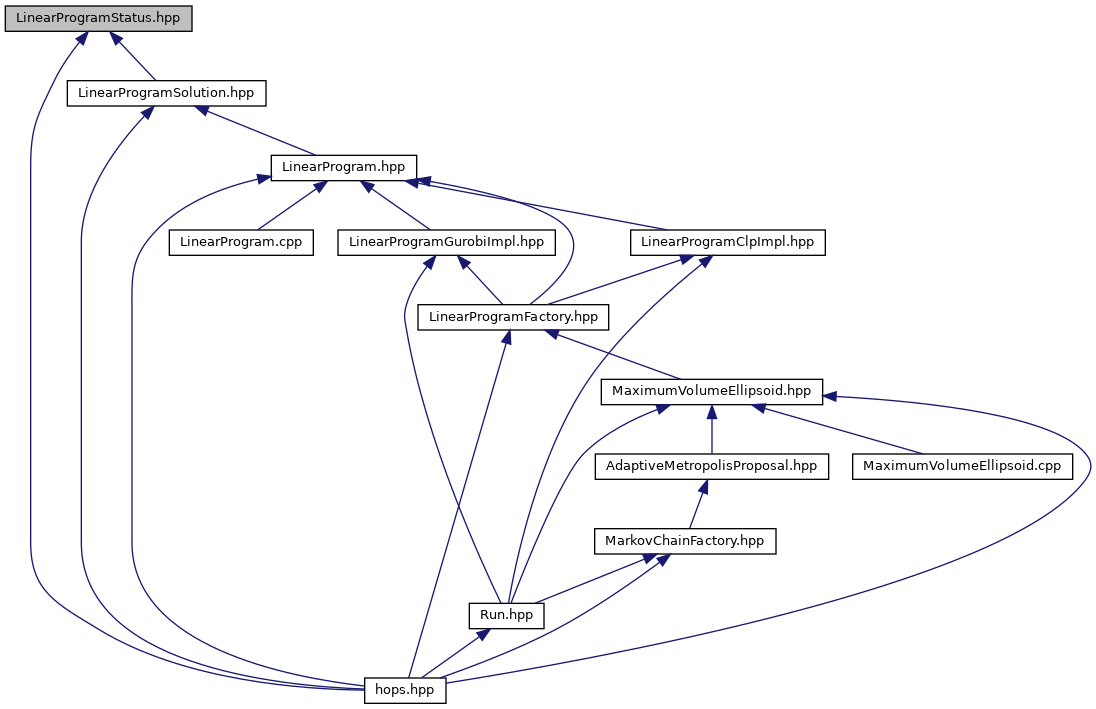 LinearProgramStatus.hpp
LinearProgramSolution.hpp
LinearProgram.hpp
LinearProgram.cpp
LinearProgramGurobiImpl.hpp
LinearProgramClpImpl.hpp
LinearProgramFactory.hpp
MaximumVolumeEllipsoid.hpp
AdaptiveMetropolisProposal.hpp
MaximumVolumeEllipsoid.cpp
MarkovChainFactory.hpp
Run.hpp
hops.hpp